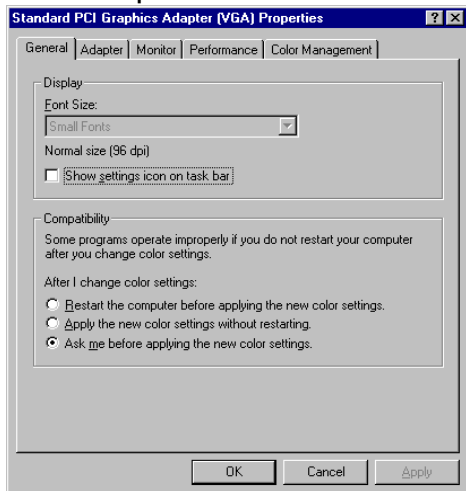 Standard PCI Graphics Adapter (VGA) Properties
General Adapter Monitor Performance Color Management
Display
Font Size:
Small Fonts
Normal size (96 dpi)
Show settings icon on task bar
Compatibility
Some programs operate improperly if you do not restart your computer
after you change color settings.
After I change color settings:
Restart the computer before applying the new color settings.
Apply the new color settings without restarting.
Ask me before applying the new color settings.
OK Cancel Apply